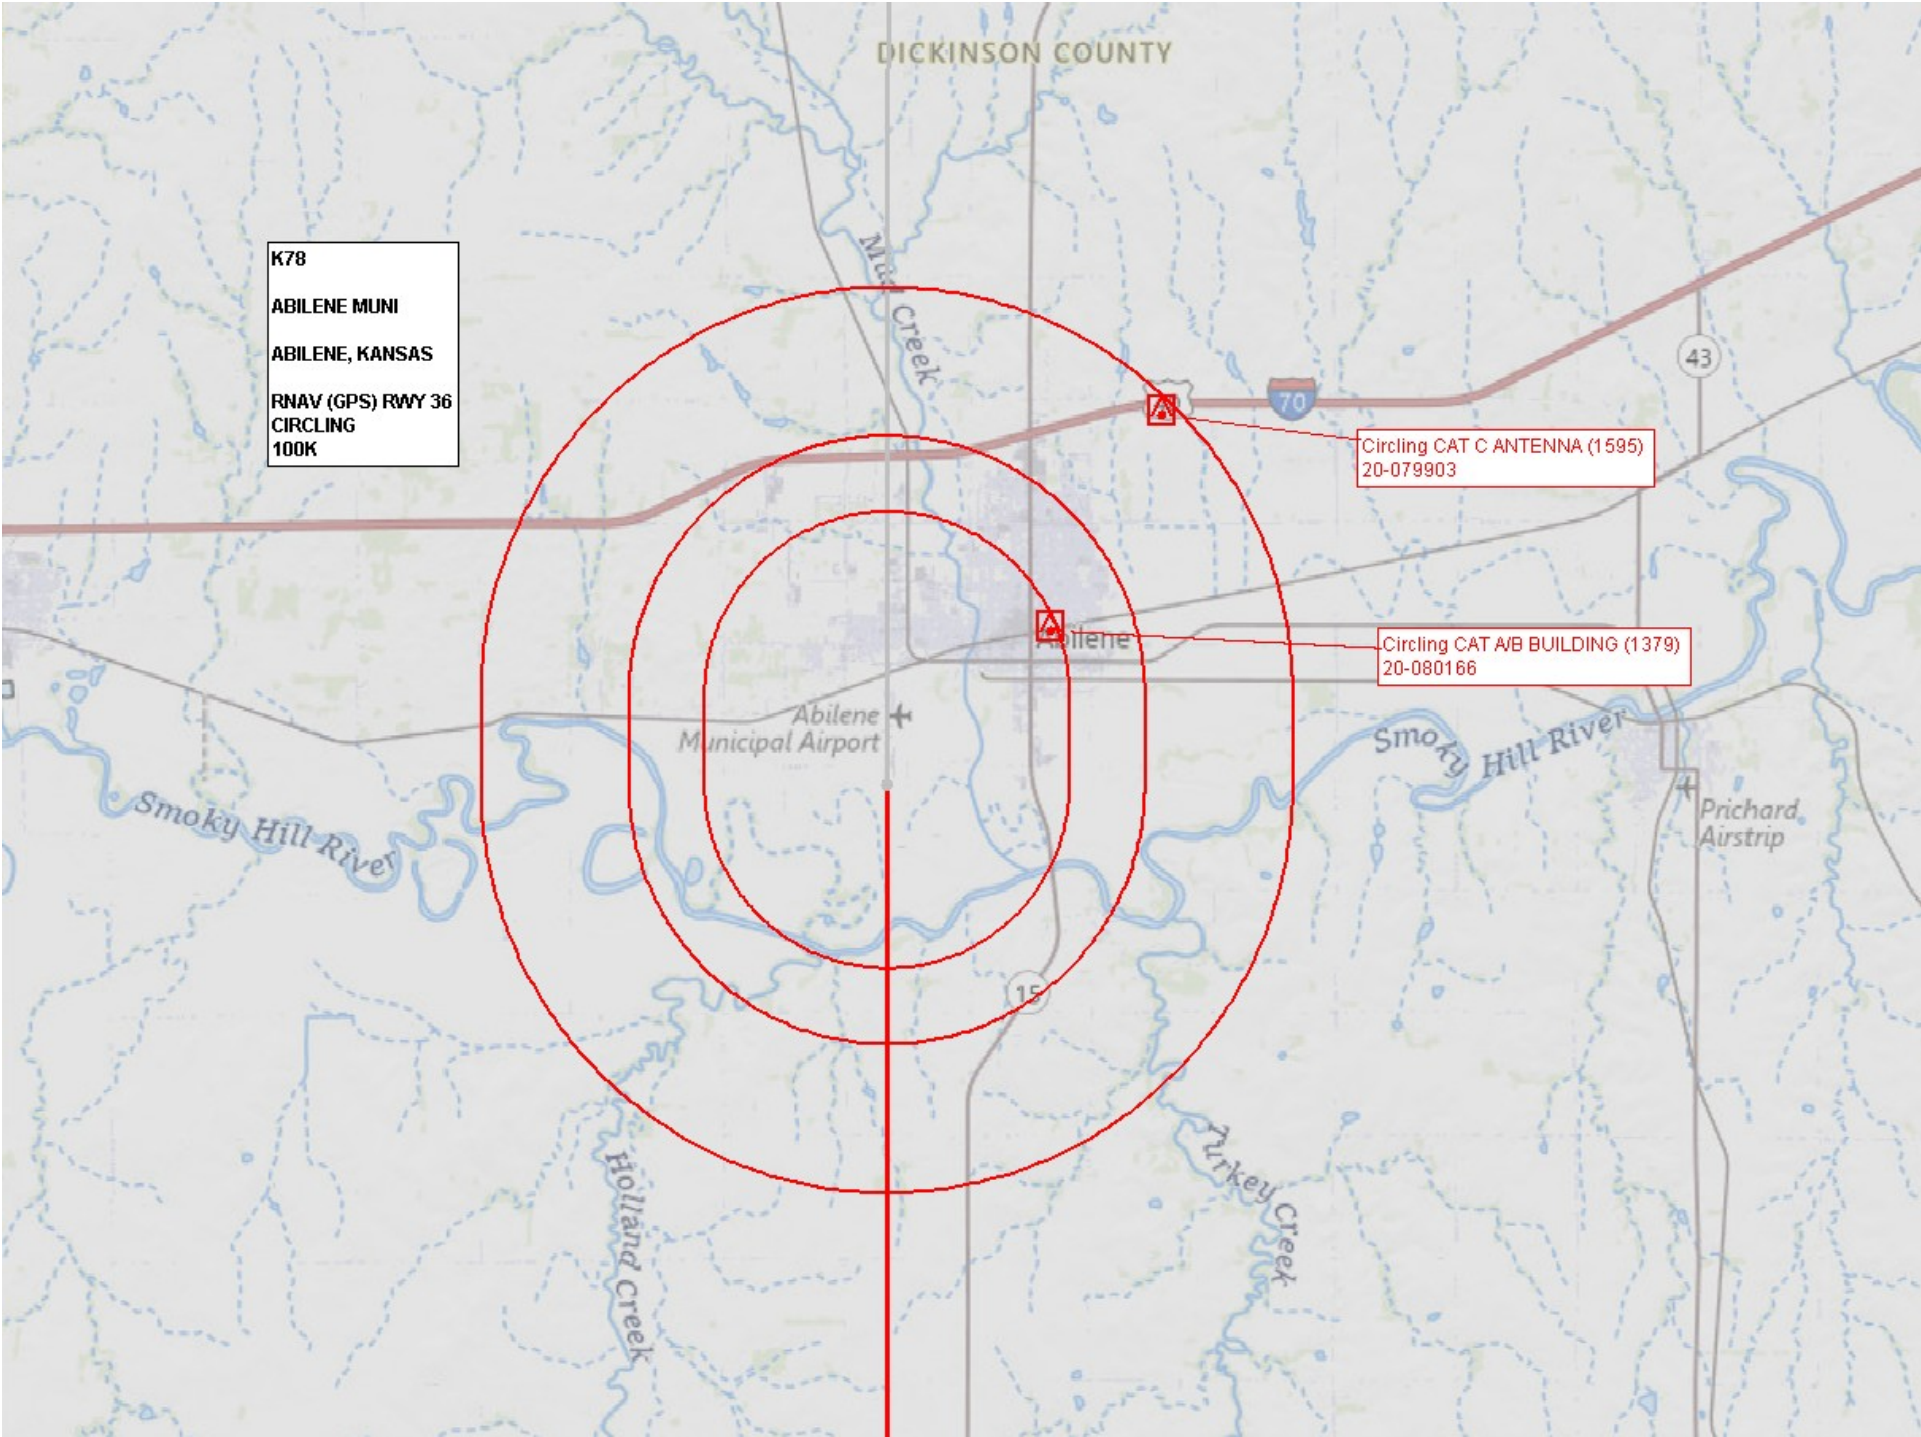 DICKINSON COUNTY
K78
ABILENE MUNI
ABILENE, KANSAS
RNAV (GPS) RWY 36
CIRCLING
100K
Mud Creek
70
43
Circling CAT C ANTENNA (1595)
20-079903
Abilene
Circling CAT A/B BUILDING (1379)
20-080166
Abilene
Municipal Airport
Smoky Hill River
Smoky Hill River
Prichard
Airstrip
15
Holland Creek
Turkey Creek